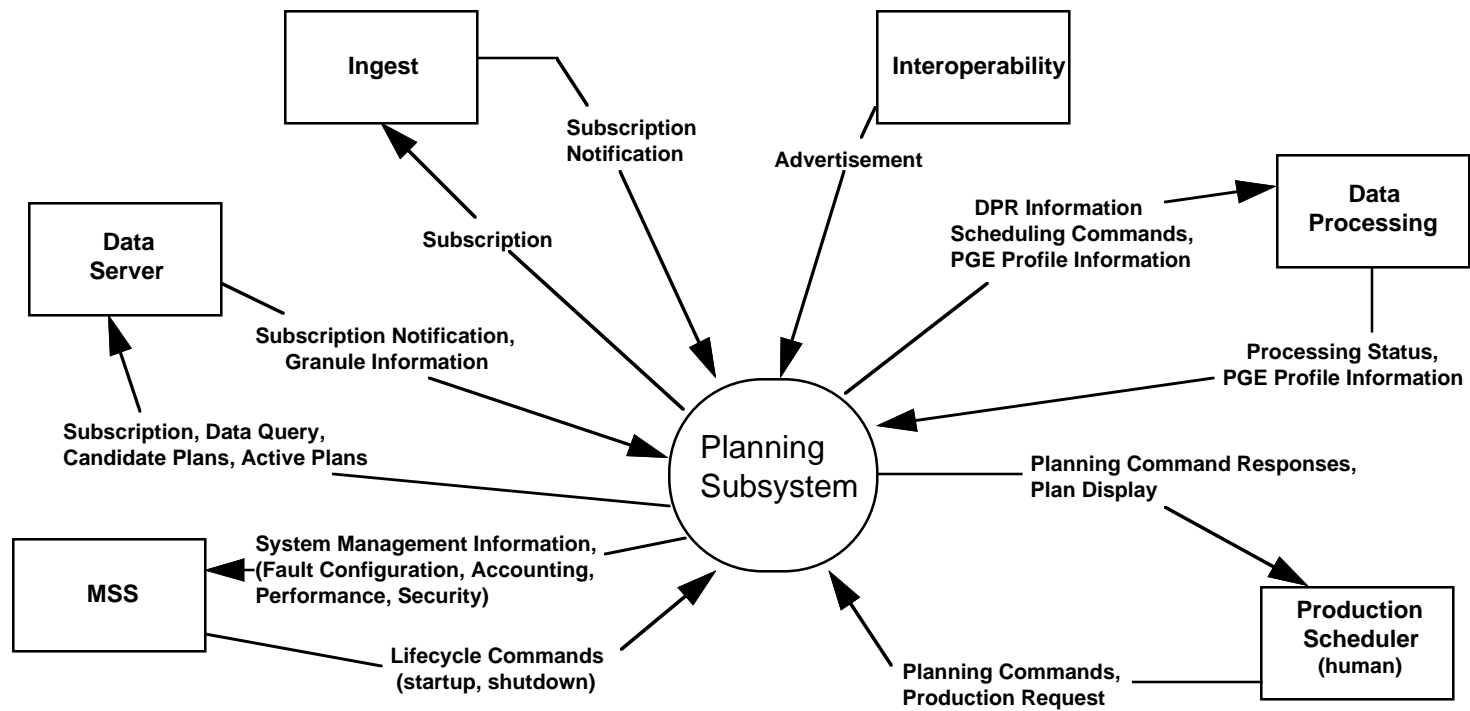 Ingest
Interoperability
Subscription
Notification
Advertisement
Data
Processing
DPR Information
Scheduling Commands,
PGE Profile Information
Data
Server
Subscription
Subscription Notification,
Granule Information
Processing Status,
PGE Profile Information
Subscription, Data Query,
Candidate Plans, Active Plans
Planning
Subsystem
Planning Command Responses,
Plan Display
System Management Information,
(Fault Configuration, Accounting,
Performance, Security)
MSS
Production
Scheduler
(human)
Lifecycle Commands
(startup, shutdown)
Planning Commands,
Production Request